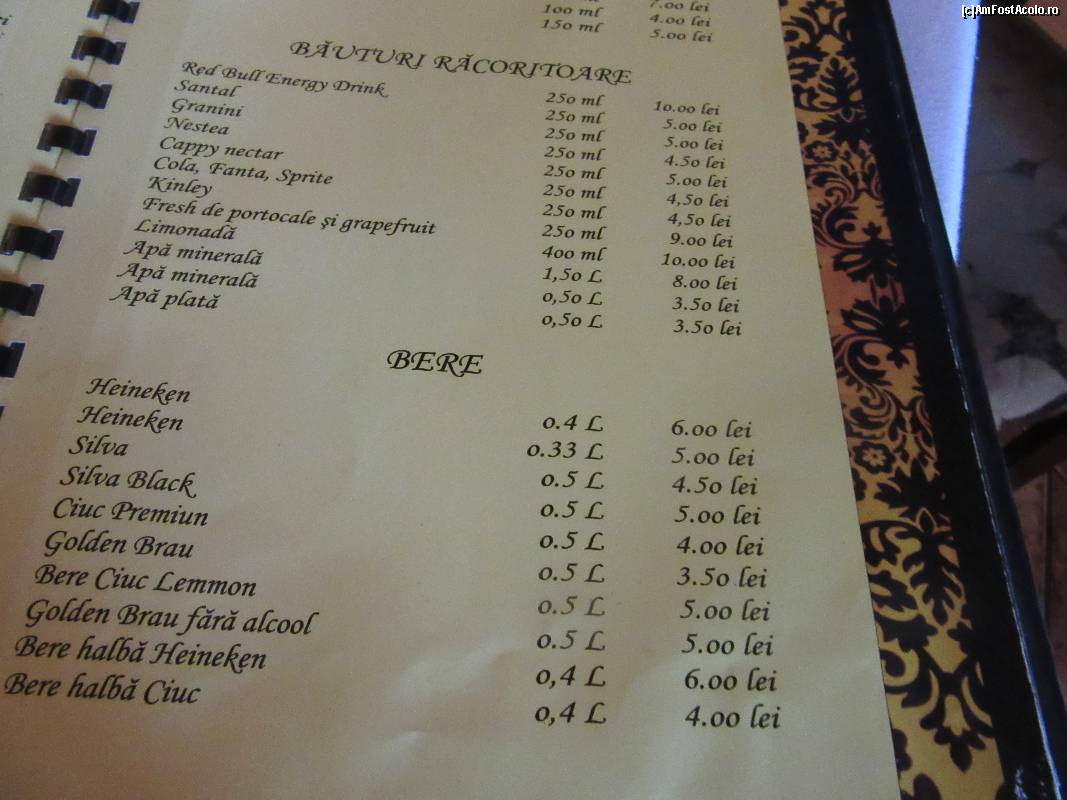 (c)AmFostAcolo.ro
7.00 lei
100 ml 4.00 lei
150 ml 5.00 lei
BĂUTURI RĂCORITOARE
Red Bull Energy Drink 250 ml 10.00 lei
Santal 250 ml 5.00 lei
Granini 250 ml 5.00 lei
Nestea 250 ml 4.50 lei
Cappy nectar 250 ml 5.00 lei
Cola, Fanta, Sprite 250 ml 4,50 lei
Kinley 250 ml 4,50 lei
Fresh de portocale şi grapefruit 250 ml 9.00 lei
Limonadă 400 ml 10.00 lei
Apă minerală 1,50 L 8.00 lei
Apă minerală 0,50 L 3.50 lei
Apă plată 0,50 L 3.50 lei
BERE
Heineken 0.4 L 6.00 lei
Heineken 0.33 L 5.00 lei
Silva 0.5 L 4.50 lei
Silva Black 0.5 L 5.00 lei
Ciuc Premiun 0.5 L 4.00 lei
Golden Brau 0.5 L 3.50 lei
Bere Ciuc Lemmon 0.5 L 5.00 lei
Golden Brau fără alcool 0.5 L 5.00 lei
Bere halbă Heineken 0,4 L 6.00 lei
Bere halbă Ciuc 0,4 L 4.00 lei